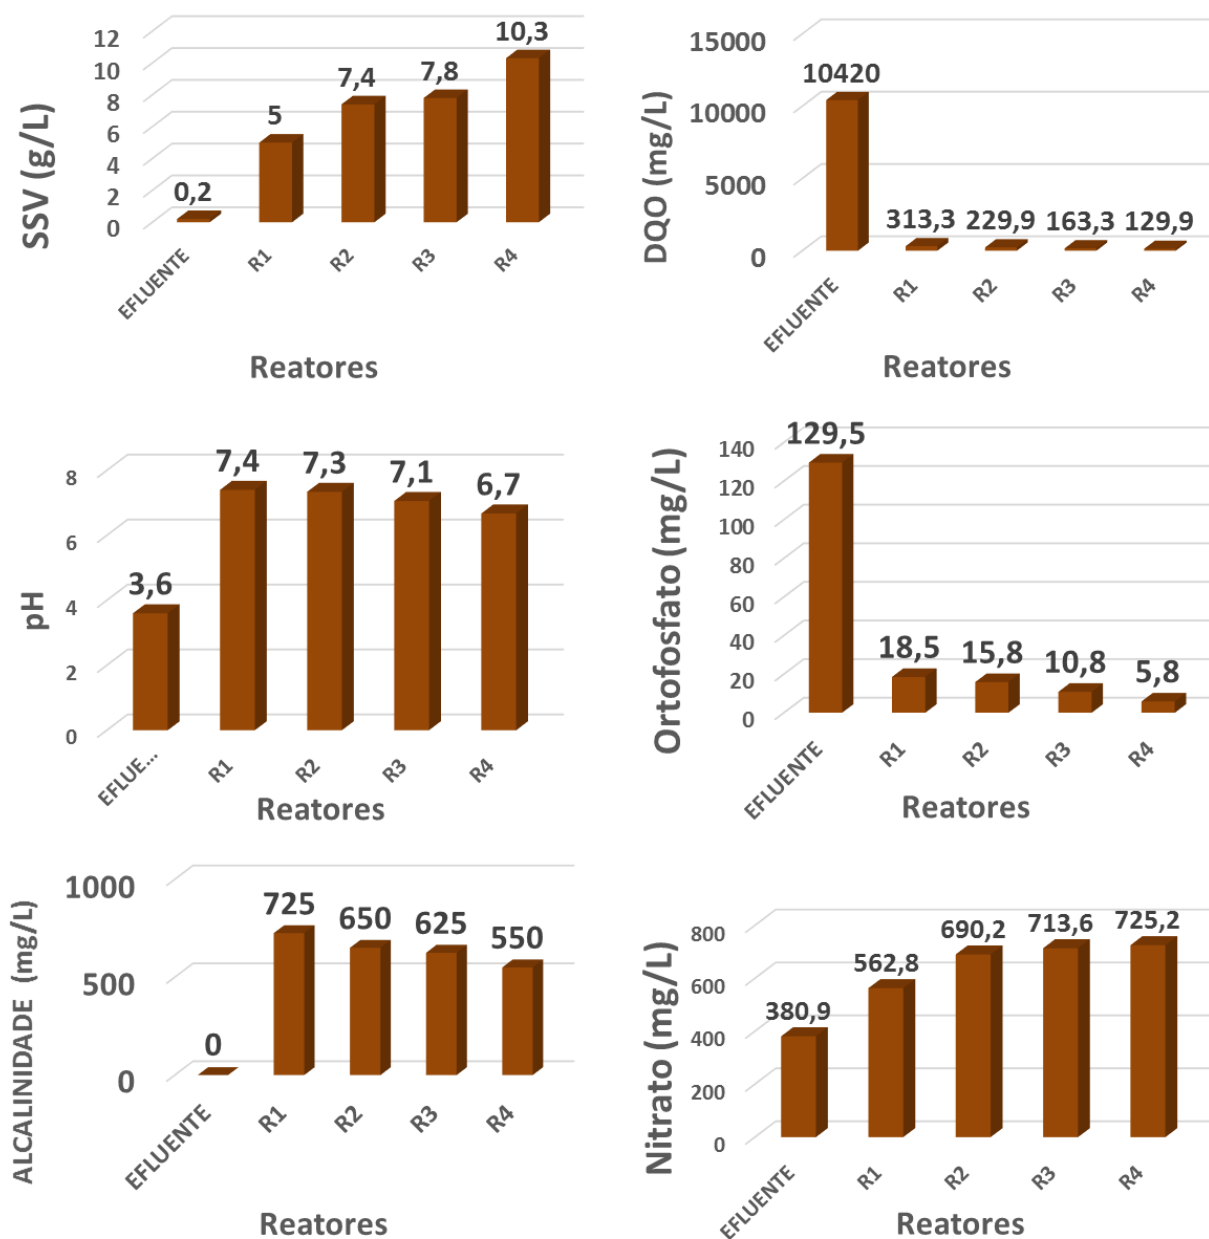 SSV (g/L)
12
10
8
6
4
2
0
0,2
5
7,4
7,8
10,3
EFLUENTE
R1
R2
R3
R4
Reatores
DQO (mg/L)
15000
10000
5000
0
10420
313,3
229,9
163,3
129,9
EFLUENTE
R1
R2
R3
R4
Reatores
pH
8
6
4
2
0
3,6
7,4
7,3
7,1
6,7
EFLUE...
R1
R2
R3
R4
Reatores
Ortofosfato (mg/L)
140
120
100
80
60
40
20
0
129,5
18,5
15,8
10,8
5,8
EFLUENTE
R1
R2
R3
R4
Reatores
ALCALINIDADE (mg/L)
1000
500
0
0
725
650
625
550
EFLUENTE
R1
R2
R3
R4
Reatores
Nitrato (mg/L)
800
600
400
200
0
380,9
562,8
690,2
713,6
725,2
EFLUENTE
R1
R2
R3
R4
Reatores